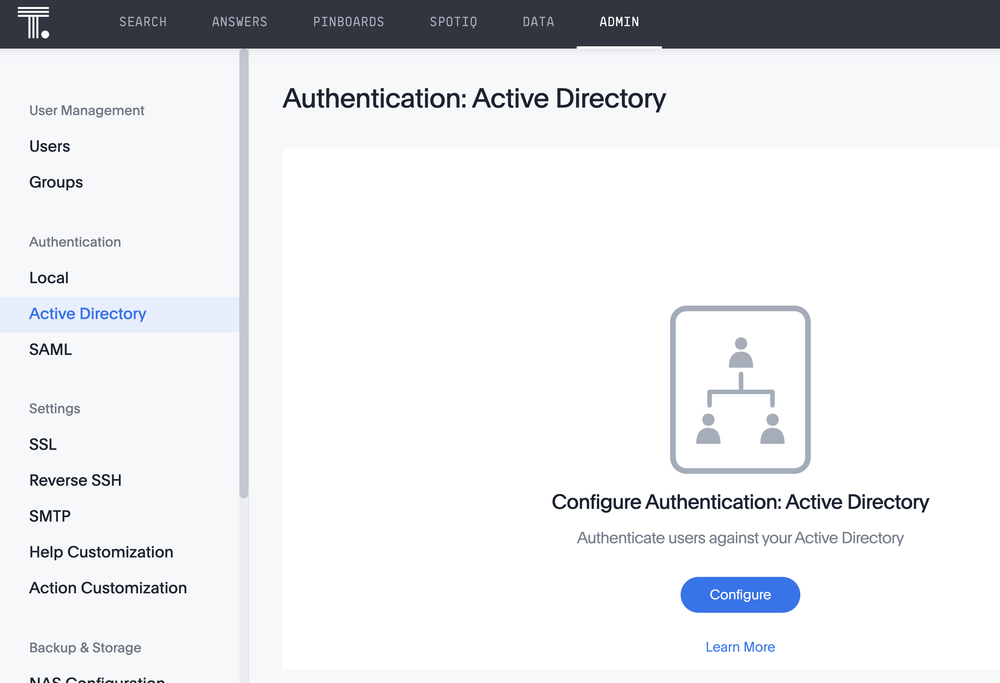 SEARCH ANSWERS PINBOARDS SPOTIQ DATA ADMIN
User Management
Users
Groups
Authentication
Local
Active Directory
SAML
Settings
SSL
Reverse SSH
SMTP
Help Customization
Action Customization
Backup & Storage
NAS Configuration
Authentication: Active Directory
Configure Authentication: Active Directory
Authenticate users against your Active Directory
Configure
Learn More